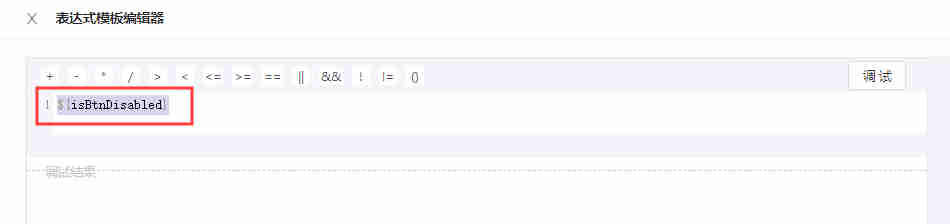 X 表达式模板编辑器
+ - * / > < <= >= == || && ! != () 调试
1 ${isBtnDisabled}
调试结果